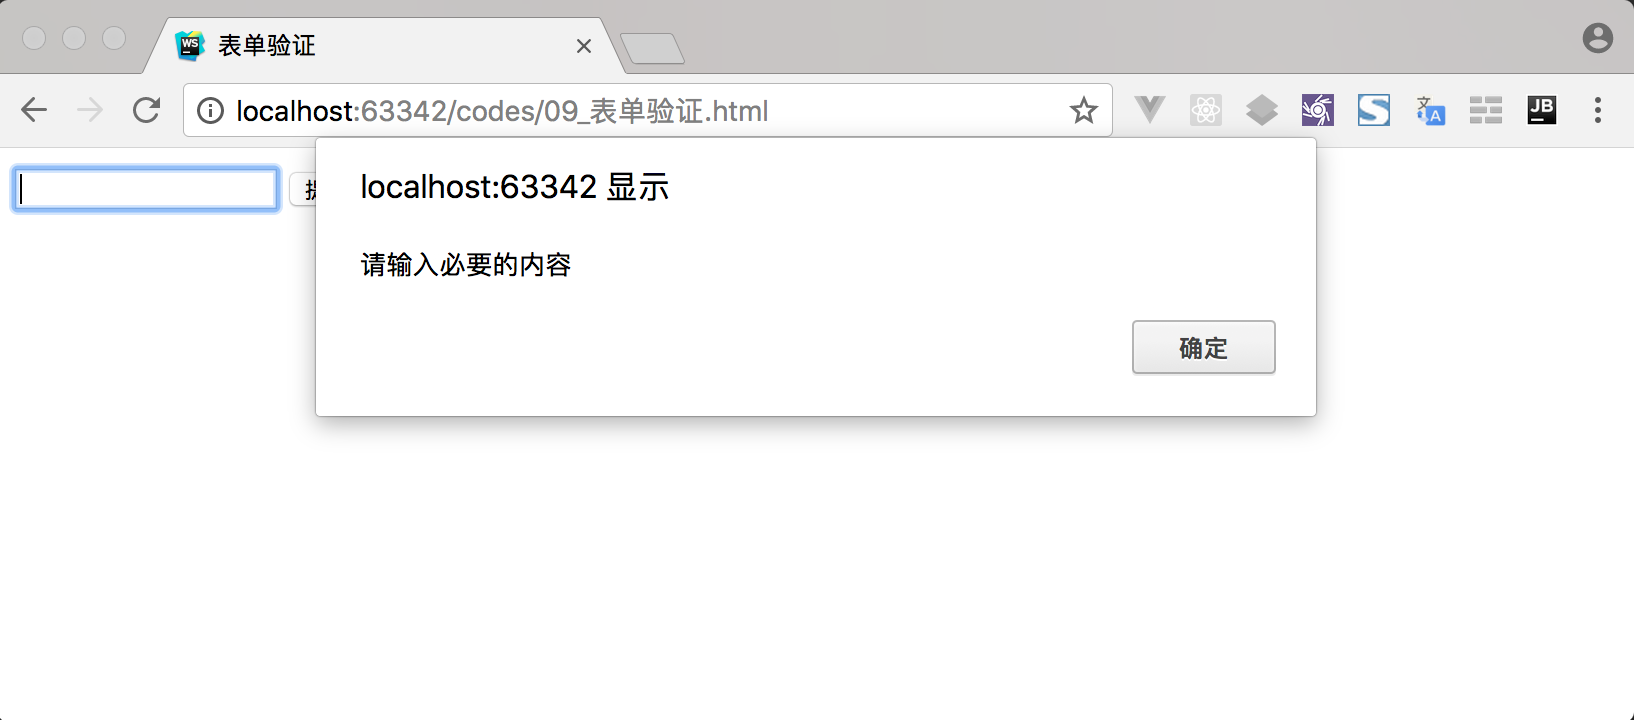 WS 表单验证
localhost:63342/codes/09_表单验证.html
文 A JB
localhost:63342 显示
请输入必要的内容
确定